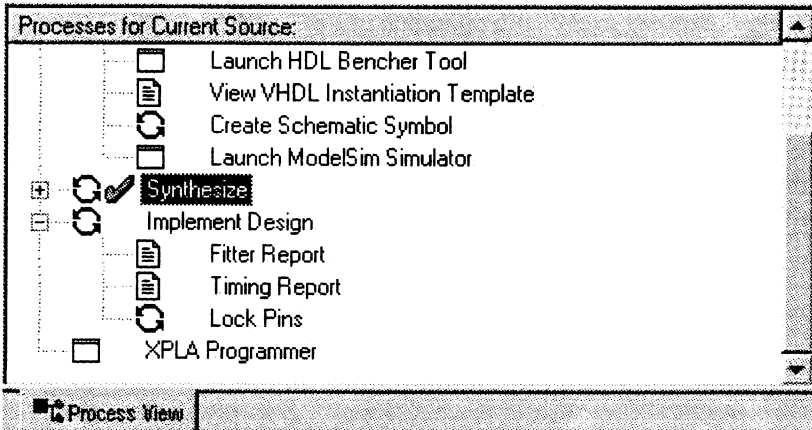 Processes for Current Source:
Launch HDL Bencher Tool
View VHDL Instantiation Template
Create Schematic Symbol
Launch ModelSim Simulator
Synthesize
Implement Design
Fitter Report
Timing Report
Lock Pins
XPLA Programmer
Process View